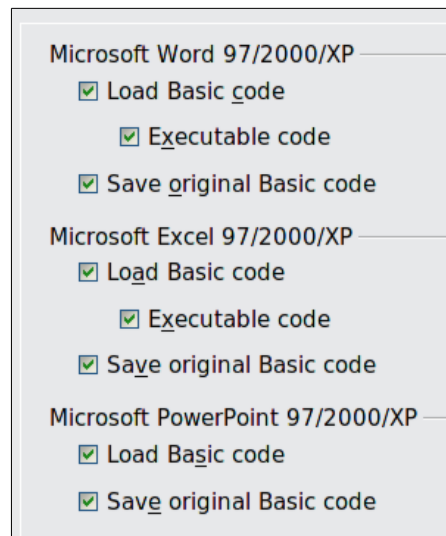 Microsoft Word 97/2000/XP
Load Basic code
Executable code
Save original Basic code
Microsoft Excel 97/2000/XP
Load Basic code
Executable code
Save original Basic code
Microsoft PowerPoint 97/2000/XP
Load Basic code
Save original Basic code